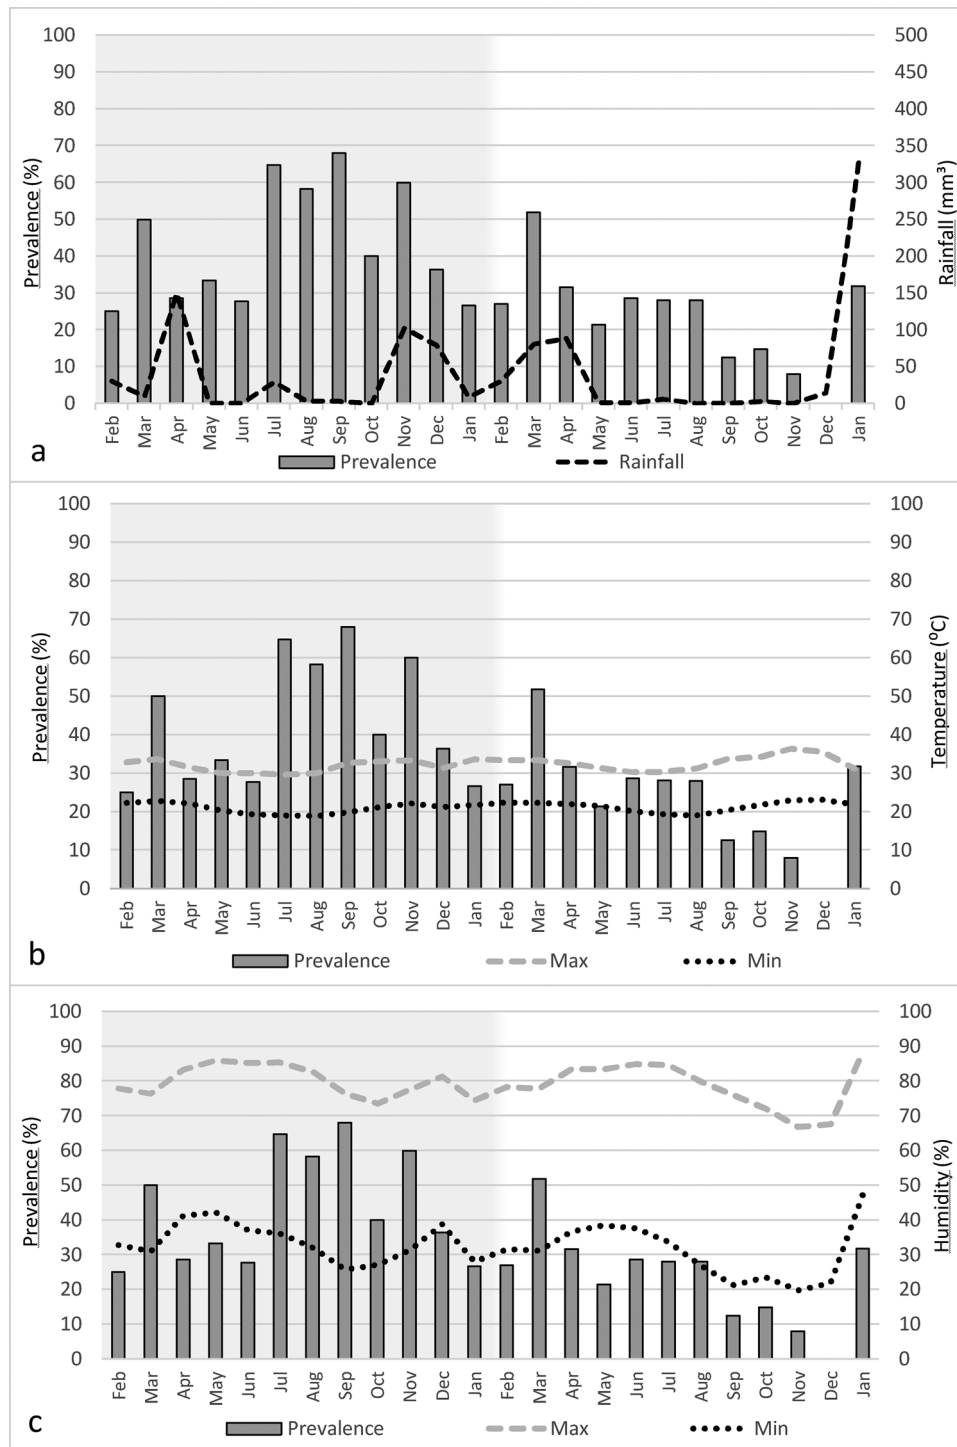 100 90 80 70 60 50 40 30 20 10 0
Prevalence (%)
500 450 400 350 300 250 200 150 100 50 0
Rainfall (mm³)
Feb Mar Apr May Jun Jul Aug Sep Oct Nov Dec Jan Feb Mar Apr May Jun Jul Aug Sep Oct Nov Dec Jan
a
Prevalence Rainfall
100 90 80 70 60 50 40 30 20 10 0
Prevalence (%)
100 90 80 70 60 50 40 30 20 10 0
Temperature (⁰C)
Feb Mar Apr May Jun Jul Aug Sep Oct Nov Dec Jan Feb Mar Apr May Jun Jul Aug Sep Oct Nov Dec Jan
b
Prevalence Max Min
100 90 80 70 60 50 40 30 20 10 0
Prevalence (%)
100 90 80 70 60 50 40 30 20 10 0
Humidity (%)
Feb Mar Apr May Jun Jul Aug Sep Oct Nov Dec Jan Feb Mar Apr May Jun Jul Aug Sep Oct Nov Dec Jan
c
Prevalence Max Min